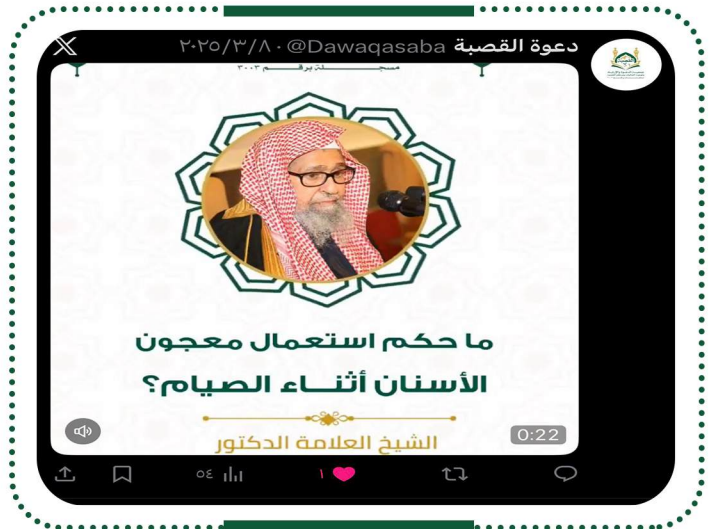 دعوة القصبة @Dawaqasaba · ٢٠٢٥/٣/٨
مسجلة برقم ٣٠٠٣
ما حكم استعمال معجون
الأسنان أثنـــاء الصيام؟
الشيخ العلامة الدكتور
0:22
١
٥٤